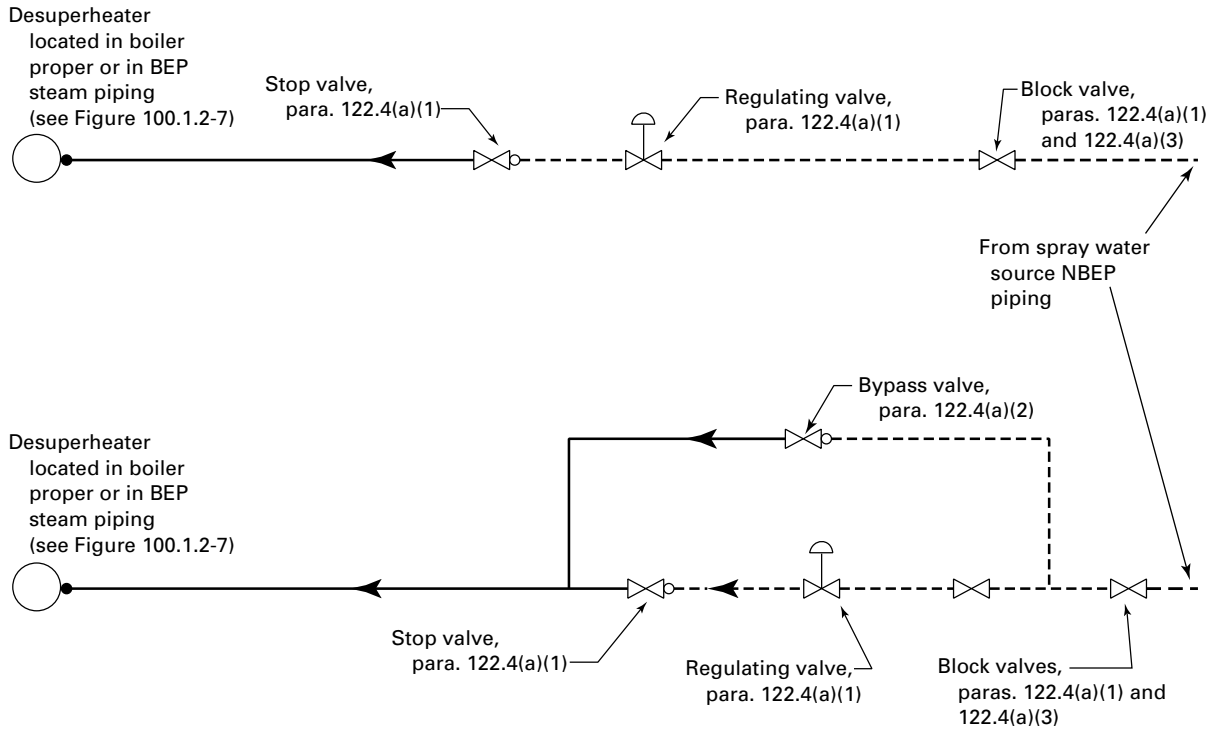 Desuperheater
located in boiler
proper or in BEP
steam piping
(see Figure 100.1.2-7)
Stop valve,
para. 122.4(a)(1)
Regulating valve,
para. 122.4(a)(1)
Block valve,
paras. 122.4(a)(1)
and 122.4(a)(3)
From spray water
source NBEP
piping
Bypass valve,
para. 122.4(a)(2)
Desuperheater
located in boiler
proper or in BEP
steam piping
(see Figure 100.1.2-7)
Stop valve,
para. 122.4(a)(1)
Regulating valve,
para. 122.4(a)(1)
Block valves,
paras. 122.4(a)(1) and
122.4(a)(3)